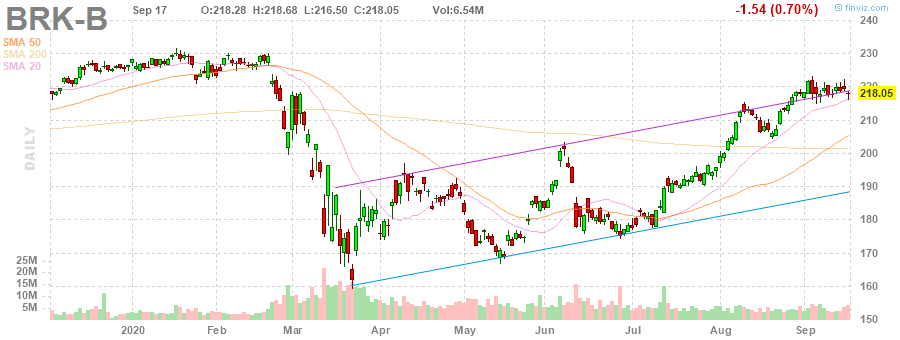 BRK-B Sep 17 O:218.28 H:218.68 L:216.50 C:218.05 Vol:6.54M -1.54 (0.70%) © finviz.com
SMA 50
SMA 200
SMA 20
DAILY
240
230
220
218.05
210
200
190
180
170
160
150
25M
20M
15M
10M
5M
2020 Feb Mar Apr May Jun Jul Aug Sep